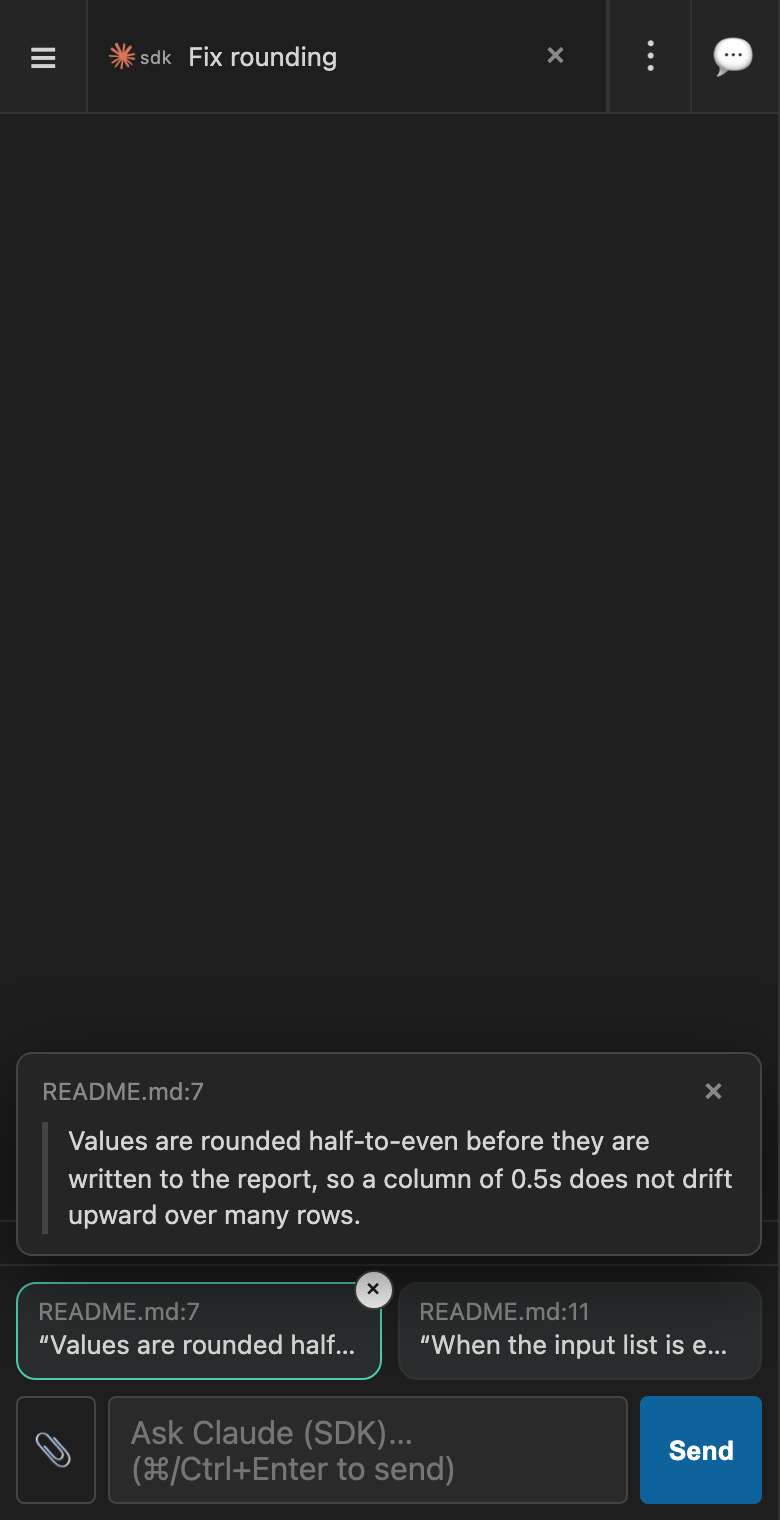 sdk Fix rounding
README.md:7
Values are rounded half-to-even before they are
written to the report, so a column of 0.5s does not drift
upward over many rows.
README.md:7
“Values are rounded half...
README.md:11
“When the input list is e...
Ask Claude (SDK)...
(⌘/Ctrl+Enter to send)
Send